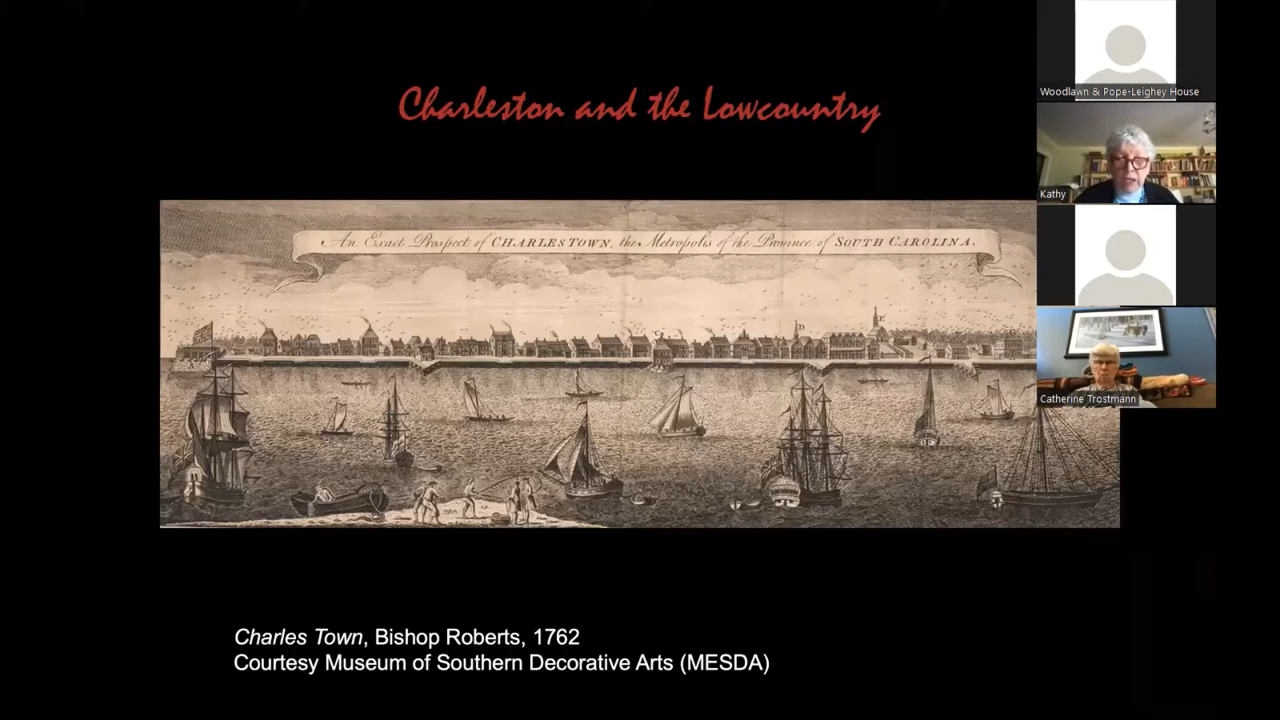 Charleston and the Lowcountry
An Exact Prospect of CHARLESTOWN, the Metropolis of the Province of SOUTH CAROLINA.
Charles Town, Bishop Roberts, 1762
Courtesy Museum of Southern Decorative Arts (MESDA)
Woodlawn & Pope-Leighey House
Kathy
Catherine Trostmann